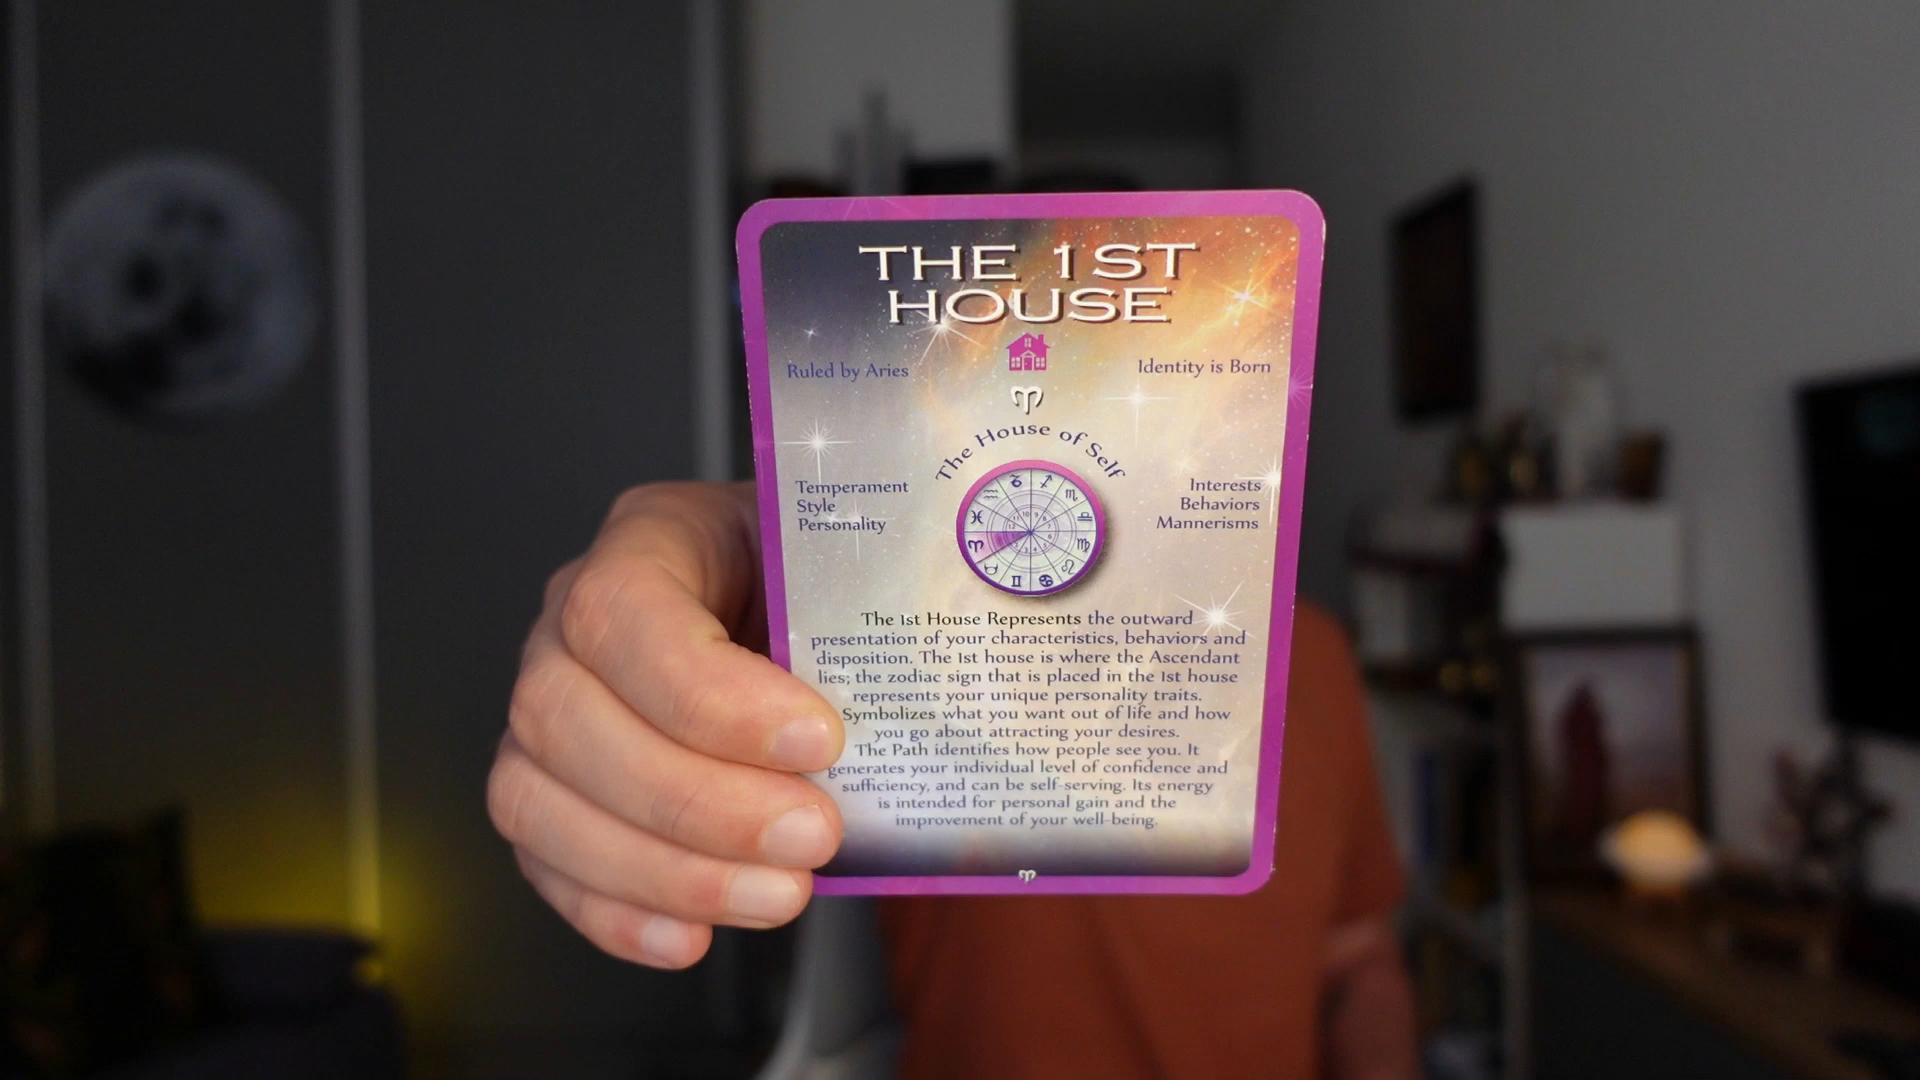 THE 1ST
HOUSE
Ruled by Aries
Identity is Born
The House of Self
Temperament
Style
Personality
Interests
Behaviors
Mannerisms
The 1st House Represents the outward
presentation of your characteristics, behaviors and
disposition. The 1st house is where the Ascendant
lies; the zodiac sign that is placed in the 1st house
represents your unique personality traits.
Symbolizes what you want out of life and how
you go about attracting your desires.
The Path identifies how people see you. It
generates your individual level of confidence and
sufficiency, and can be self-serving. Its energy
is intended for personal gain and the
improvement of your well-being.